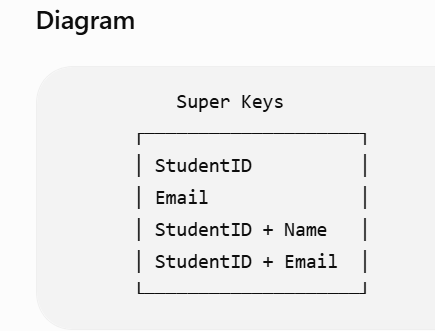 Diagram
Super Keys
StudentID
Email
StudentID + Name
StudentID + Email